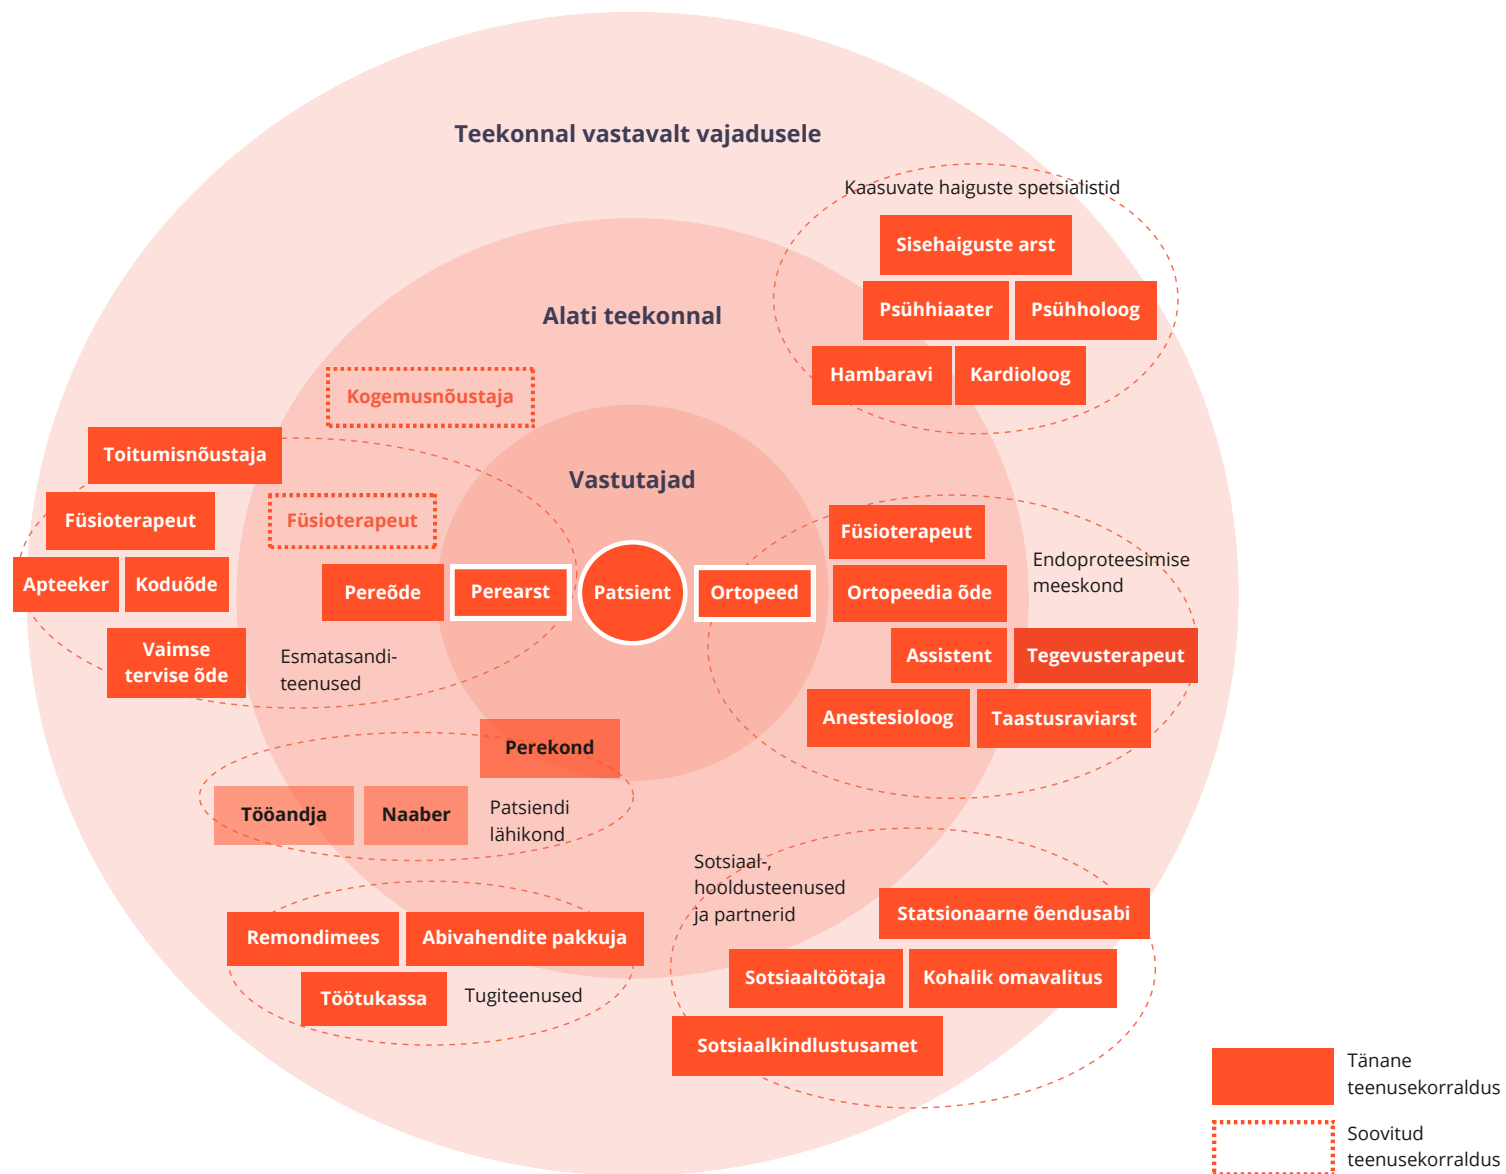 Teekonnal vastavalt vajadusele
Kaasuvate haiguste spetsialistid
Sisehaiguste arst
Psühhiaater
Psühholoog
Hambaravi
Kardioloog
Alati teekonnal
Kogemusnõustaja
Toitumisnõustaja
Füsioterapeut
Füsioterapeut
Apteeker
Koduõde
Pereõde
Perearst
Vaimse
tervise õde
Esmatasandi-
teenused
Vastutajad
Patsient
Ortopeed
Füsioterapeut
Endoproteesimise
meeskond
Ortopeedia õde
Assistent
Tegevusterapeut
Anestesioloog
Taastusraviarst
Perekond
Tööandja
Naaber
Patsiendi
lähikond
Remondimees
Abivahendite pakkuja
Töötukassa
Tugiteenused
Sotsiaal-,
hooldusteenused
ja partnerid
Statsionaarne õendusabi
Sotsiaaltöötaja
Kohalik omavalitus
Sotsiaalkindlustusamet
Tänane
teenusekorraldus
Soovitud
teenusekorraldus